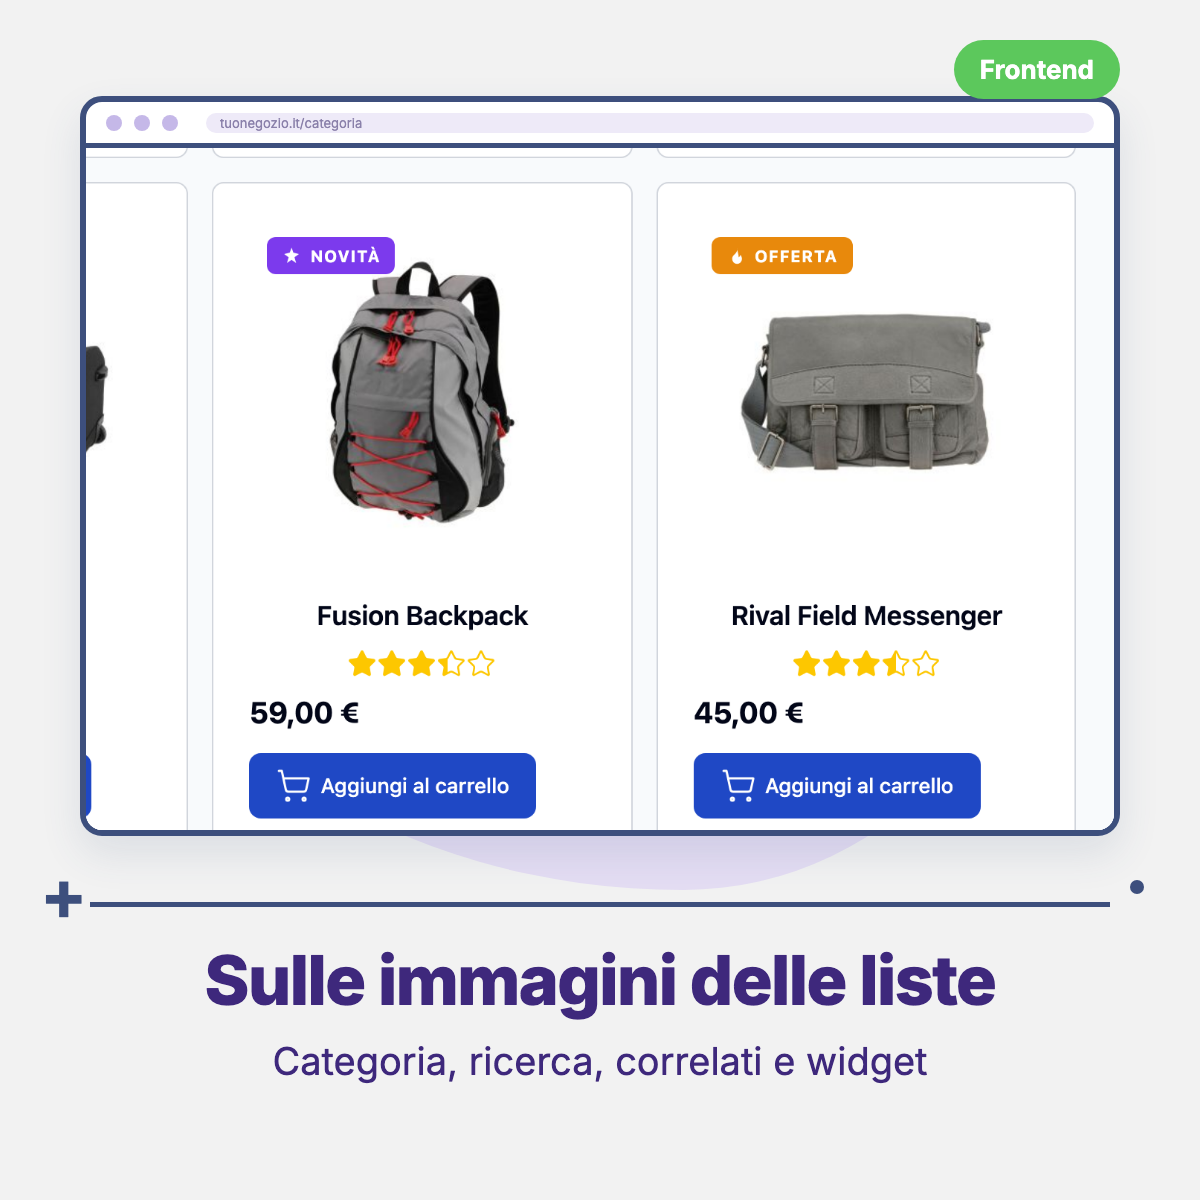 Frontend
tuonegozio.it/categoria
NOVITÀ
OFFERTA
Fusion Backpack
Rival Field Messenger
59,00 €
45,00 €
Aggiungi al carrello
Aggiungi al carrello
Sulle immagini delle liste
Categoria, ricerca, correlati e widget